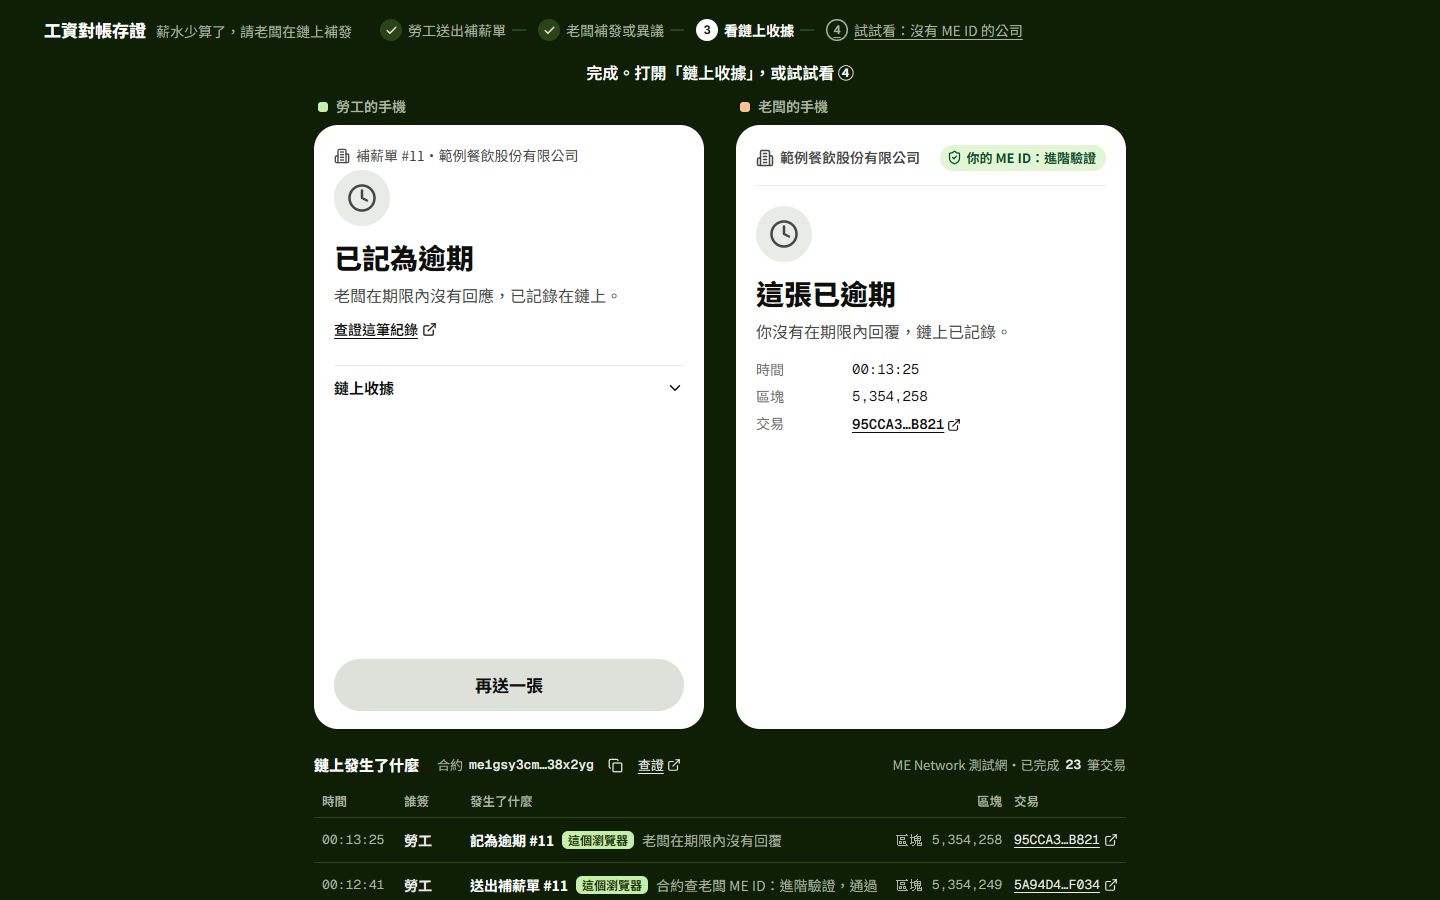 工資對帳存證 薪水少算了，請老闆在鏈上補發 勞工送出補薪單 老闆補發或異議 3 看鏈上收據 4 試試看：沒有 ME ID 的公司
完成。打開「鏈上收據」，或試試看 ④
勞工的手機
補薪單 #11・範例餐飲股份有限公司
已記為逾期
老闆在期限內沒有回應，已記錄在鏈上。
查證這筆紀錄
鏈上收據
再送一張
老闆的手機
範例餐飲股份有限公司 你的 ME ID：進階驗證
這張已逾期
你沒有在期限內回覆，鏈上已記錄。
時間 00:13:25
區塊 5,354,258
交易 95CCA3…B821
鏈上發生了什麼 合約 me1gsy3cm…38x2yg 查證 ME Network 測試網・已完成 23 筆交易
時間 誰簽 發生了什麼 區塊 交易
00:13:25 勞工 記為逾期 #11 這個瀏覽器 老闆在期限內沒有回覆 區塊 5,354,258 95CCA3…B821
00:12:41 勞工 送出補薪單 #11 這個瀏覽器 合約查老闆 ME ID：進階驗證，通過 區塊 5,354,249 5A94D4…F034